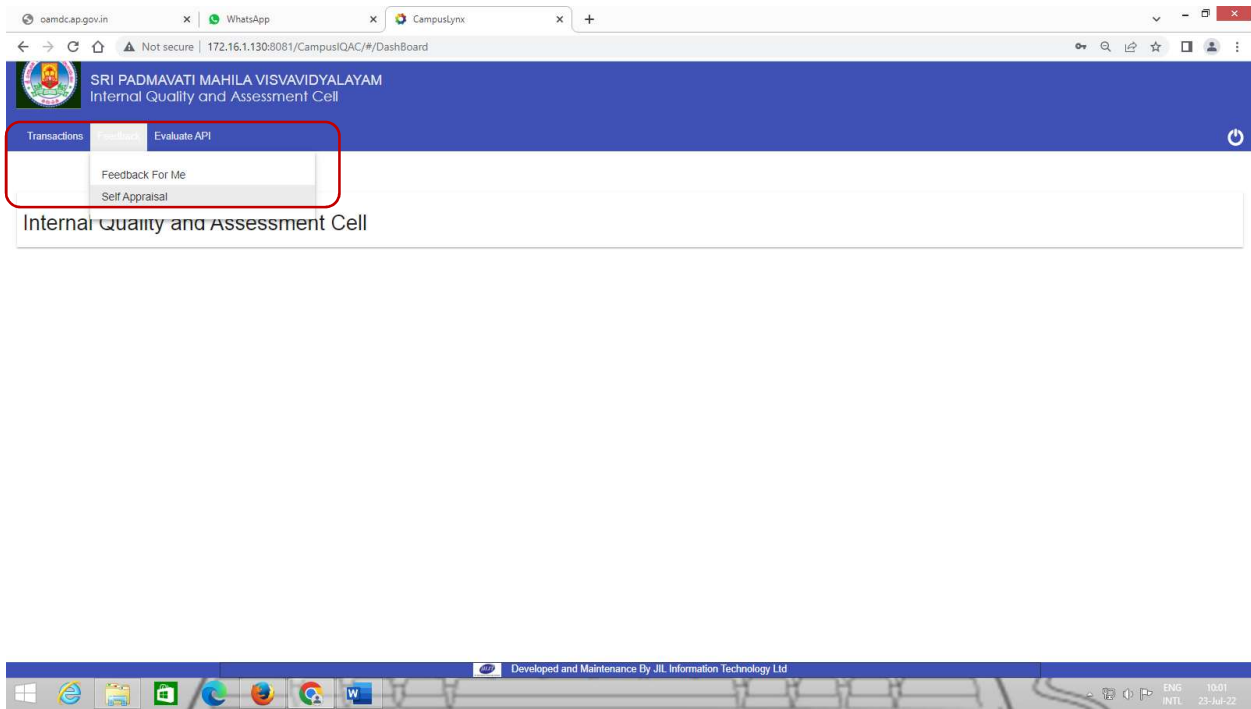 oamdc.ap.gov.in
WhatsApp
CampusLynx
Not secure | 172.16.1.130:8081/CampusIQAC/#/DashBoard
SRI PADMAVATI MAHILA VISVAVIDYALAYAM
Internal Quality and Assessment Cell
Transactions Feedback Evaluate API
Feedback For Me
Self Appraisal
Internal Quality and Assessment Cell
Developed and Maintenance By JIL Information Technology Ltd
ENG 10:01
INTL 23-Jul-22